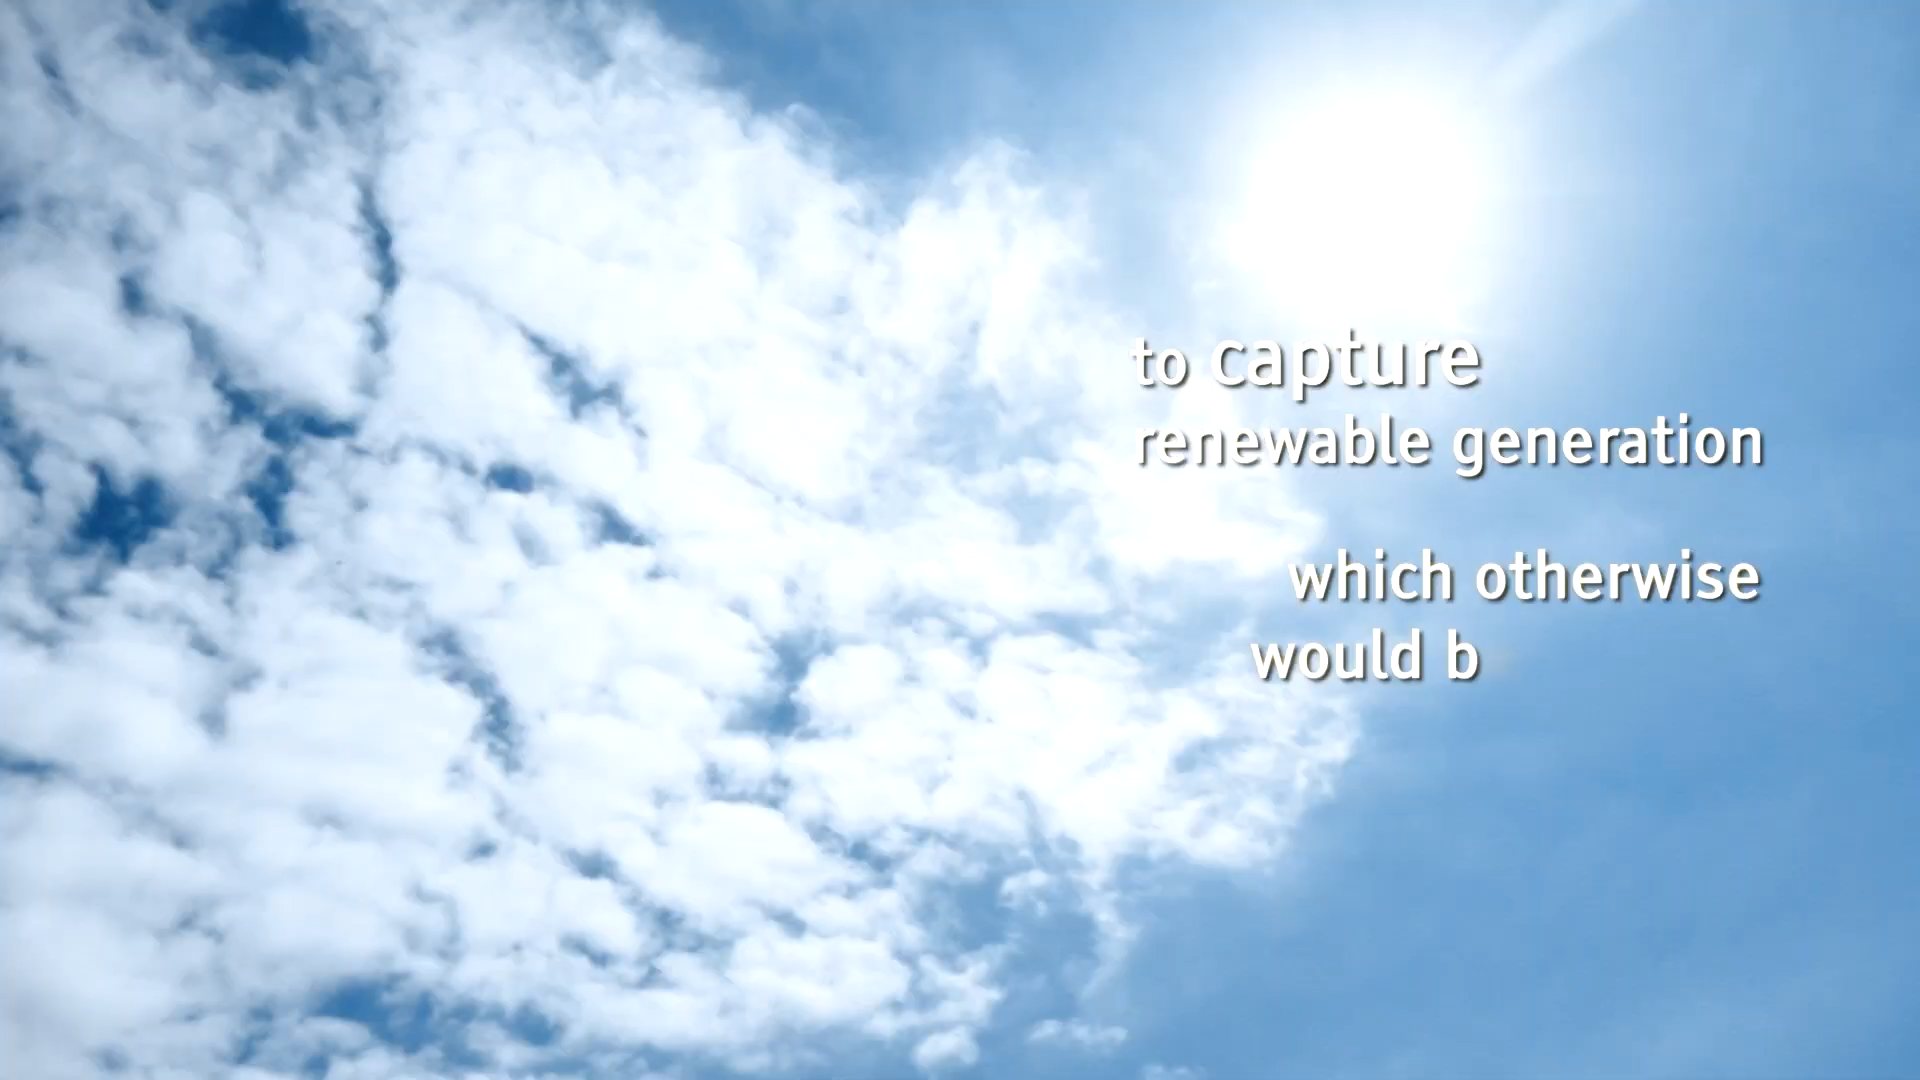 to capture
renewable generation
which otherwise
would b